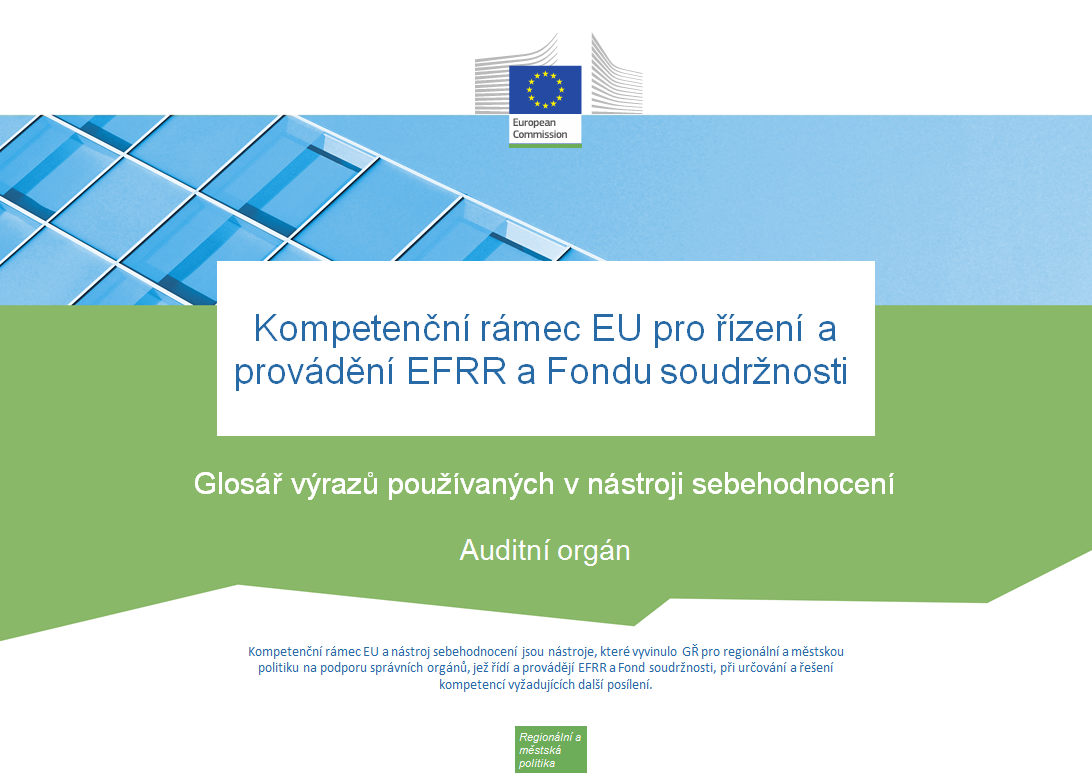 European
Commission
Kompetenční rámec EU pro řízení a
provádění EFRR a Fondu soudržnosti
Glosář výrazů používaných v nástroji sebehodnocení
Auditní orgán
Kompetenční rámec EU a nástroj sebehodnocení jsou nástroje, které vyvinulo GŘ pro regionální a městskou
politiku na podporu správních orgánů, jež řídí a provádějí EFRR a Fond soudržnosti, při určování a řešení
kompetencí vyžadujících další posílení.
Regionální a
městská
politika